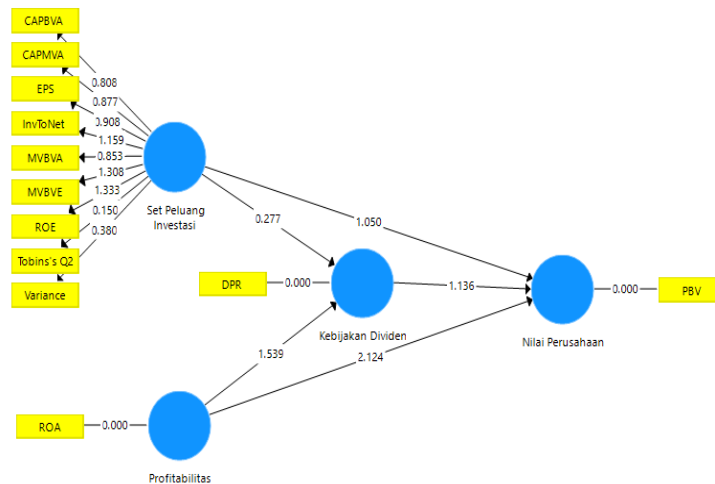 CAPBVA
CAPMVA
EPS
InvToNet
MVBVA
MVBVE
ROE
Tobins's Q2
Variance
0.808
0.877
0.908
1.159
0.853
1.308
1.333
0.150
0.380
Set Peluang
Investasi
0.277
1.050
DPR
0.000
Kebijakan Dividen
1.136
Nilai Perusahaan
0.000
PBV
1.539
2.124
ROA
0.000
Profitabilitas